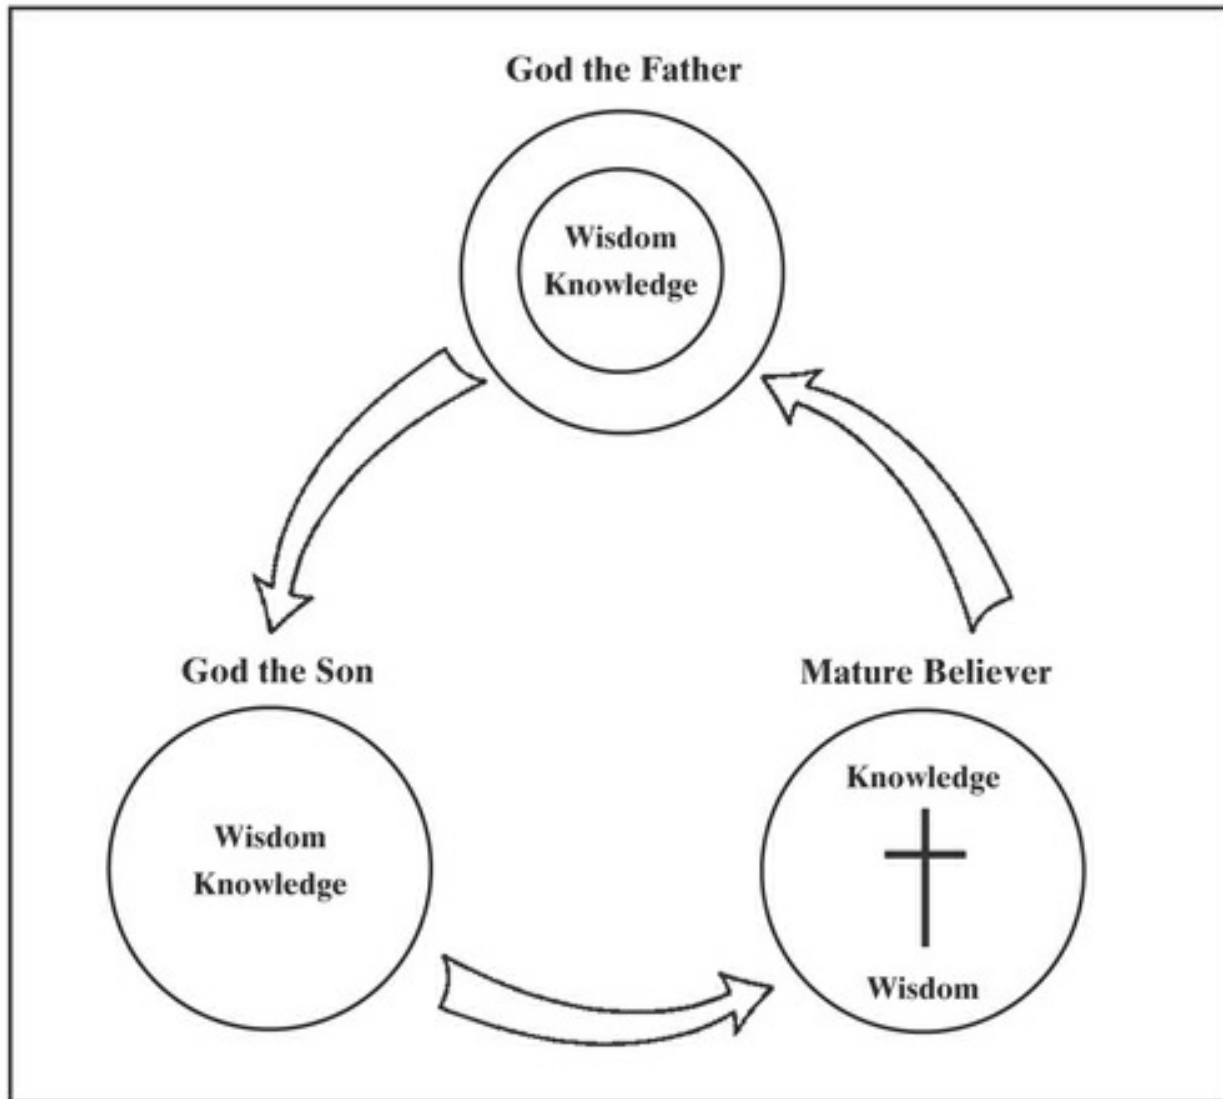 God the Father
Wisdom
Knowledge
God the Son
Wisdom
Knowledge
Mature Believer
Knowledge
Wisdom